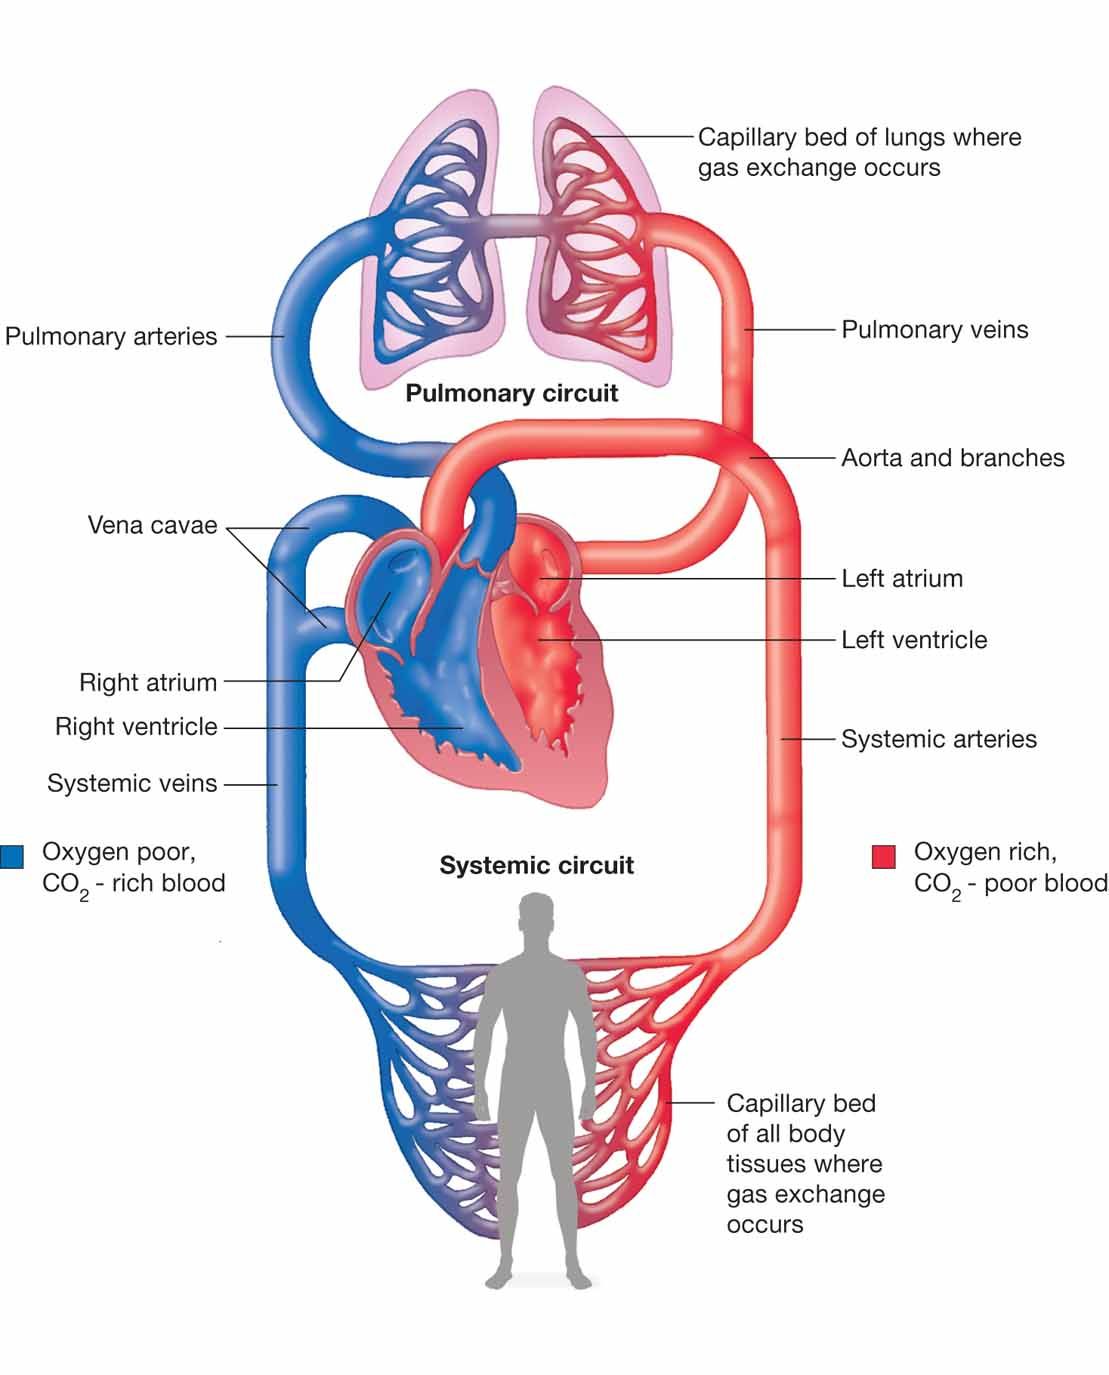 Capillary bed of lungs where
gas exchange occurs
Pulmonary arteries
Pulmonary veins
Pulmonary circuit
Aorta and branches
Vena cavae
Left atrium
Left ventricle
Right atrium
Right ventricle
Systemic arteries
Systemic veins
Oxygen poor,
CO2 - rich blood
Systemic circuit
Oxygen rich,
CO2 - poor blood
Capillary bed
of all body
tissues where
gas exchange
occurs